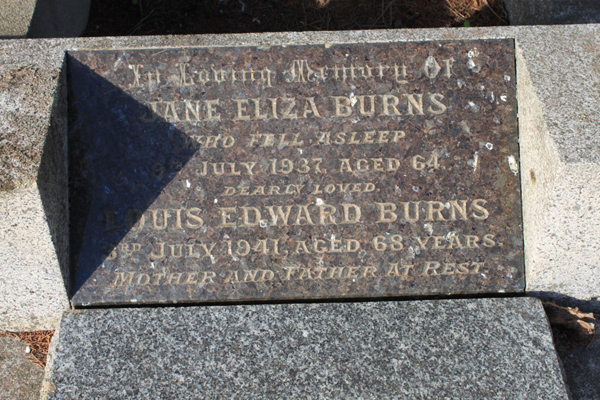 In Loving Memory of
JANE ELIZA BURNS
WHO FELL ASLEEP
JULY 1937, AGED 64.
DEARLY LOVED
LOUIS EDWARD BURNS
3RD JULY 1941, AGED 68 YEARS.
MOTHER AND FATHER AT REST.